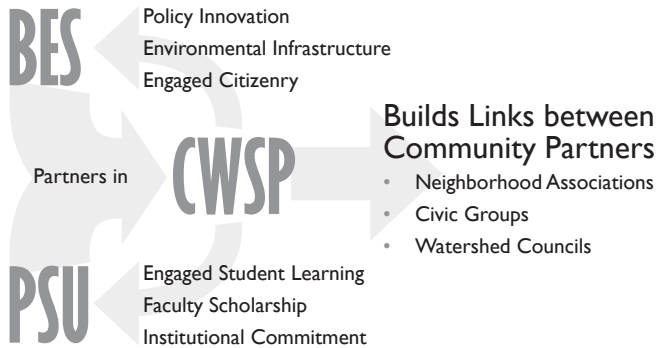 BES
Policy Innovation
Environmental Infrastructure
Engaged Citizenry
Partners in
CWSP
Builds Links between
Community Partners
• Neighborhood Associations
• Civic Groups
• Watershed Councils
PSU
Engaged Student Learning
Faculty Scholarship
Institutional Commitment